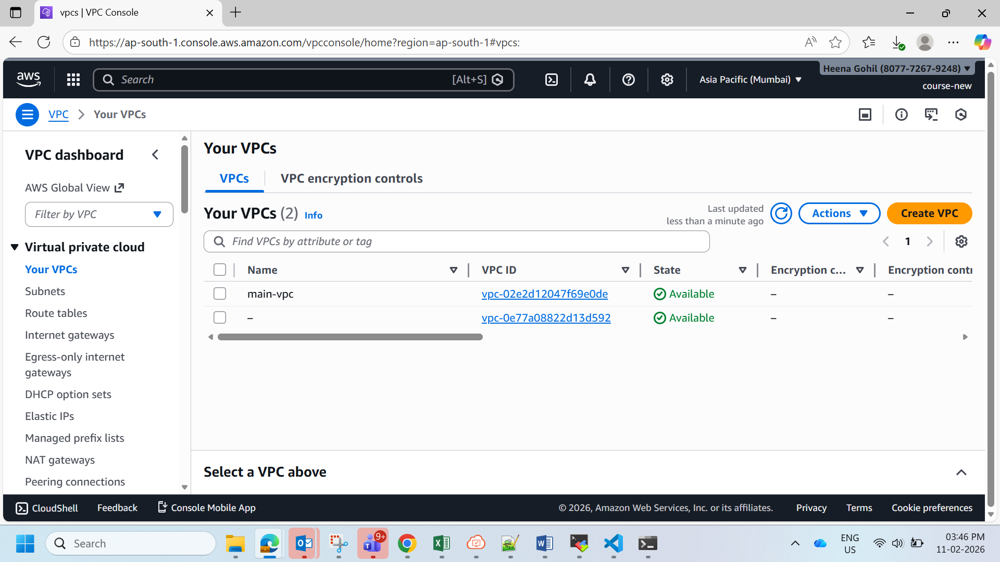 vpcs | VPC Console
https://ap-south-1.console.aws.amazon.com/vpcconsole/home?region=ap-south-1#vpcs:
aws
Search
[Alt+S]
Asia Pacific (Mumbai)
Heena Gohil (8077-7267-9248)
course-new
VPC
Your VPCs
VPC dashboard
AWS Global View
Filter by VPC
Virtual private cloud
Your VPCs
Subnets
Route tables
Internet gateways
Egress-only internet
gateways
DHCP option sets
Elastic IPs
Managed prefix lists
NAT gateways
Peering connections
Your VPCs
VPCs
VPC encryption controls
Your VPCs (2) Info
Last updated
less than a minute ago
Actions
Create VPC
Find VPCs by attribute or tag
1
Name VPC ID State Encryption c... Encryption contr
main-vpc vpc-02e2d12047f69e0de Available – –
– vpc-0e77a08822d13d592 Available – –
Select a VPC above
CloudShell Feedback Console Mobile App © 2026, Amazon Web Services, Inc. or its affiliates. Privacy Terms Cookie preferences
Search
9+
ENG
US
03:46 PM
11-02-2026